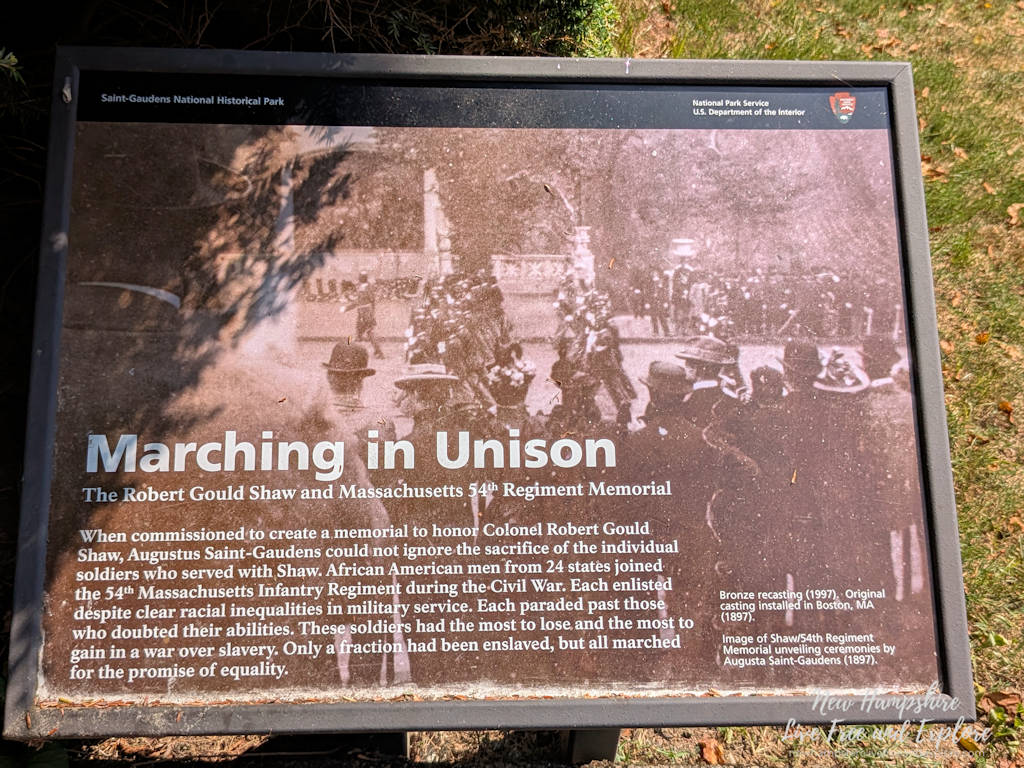 Saint-Gaudens National Historical Park
National Park Service
U.S. Department of the Interior
Marching in Unison
The Robert Gould Shaw and Massachusetts 54th Regiment Memorial
When commissioned to create a memorial to honor Colonel Robert Gould
Shaw, Augustus Saint-Gaudens could not ignore the sacrifice of the individual
soldiers who served with Shaw. African American men from 24 states joined
the 54th Massachusetts Infantry Regiment during the Civil War. Each enlisted
despite clear racial inequalities in military service. Each paraded past those
who doubted their abilities. These soldiers had the most to lose and the most to
gain in a war over slavery. Only a fraction had been enslaved, but all marched
for the promise of equality.
Bronze recasting (1997). Original
casting installed in Boston, MA
(1897).
Image of Shaw/54th Regiment
Memorial unveiling ceremonies by
Augusta Saint-Gaudens (1897).
New Hampshire
Live Free and Explore